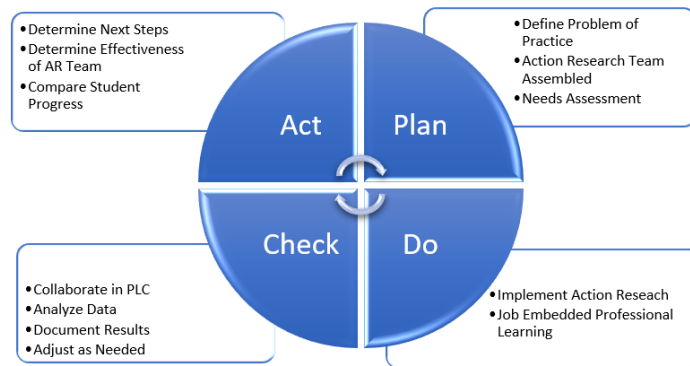 • Determine Next Steps
• Determine Effectiveness
of AR Team
• Compare Student
Progress
• Define Problem of
Practice
• Action Research Team
Assembled
• Needs Assessment
Act
Plan
Check
Do
• Collaborate in PLC
• Analyze Data
• Document Results
• Adjust as Needed
• Implement Action Reseach
• Job Embedded Professional
Learning